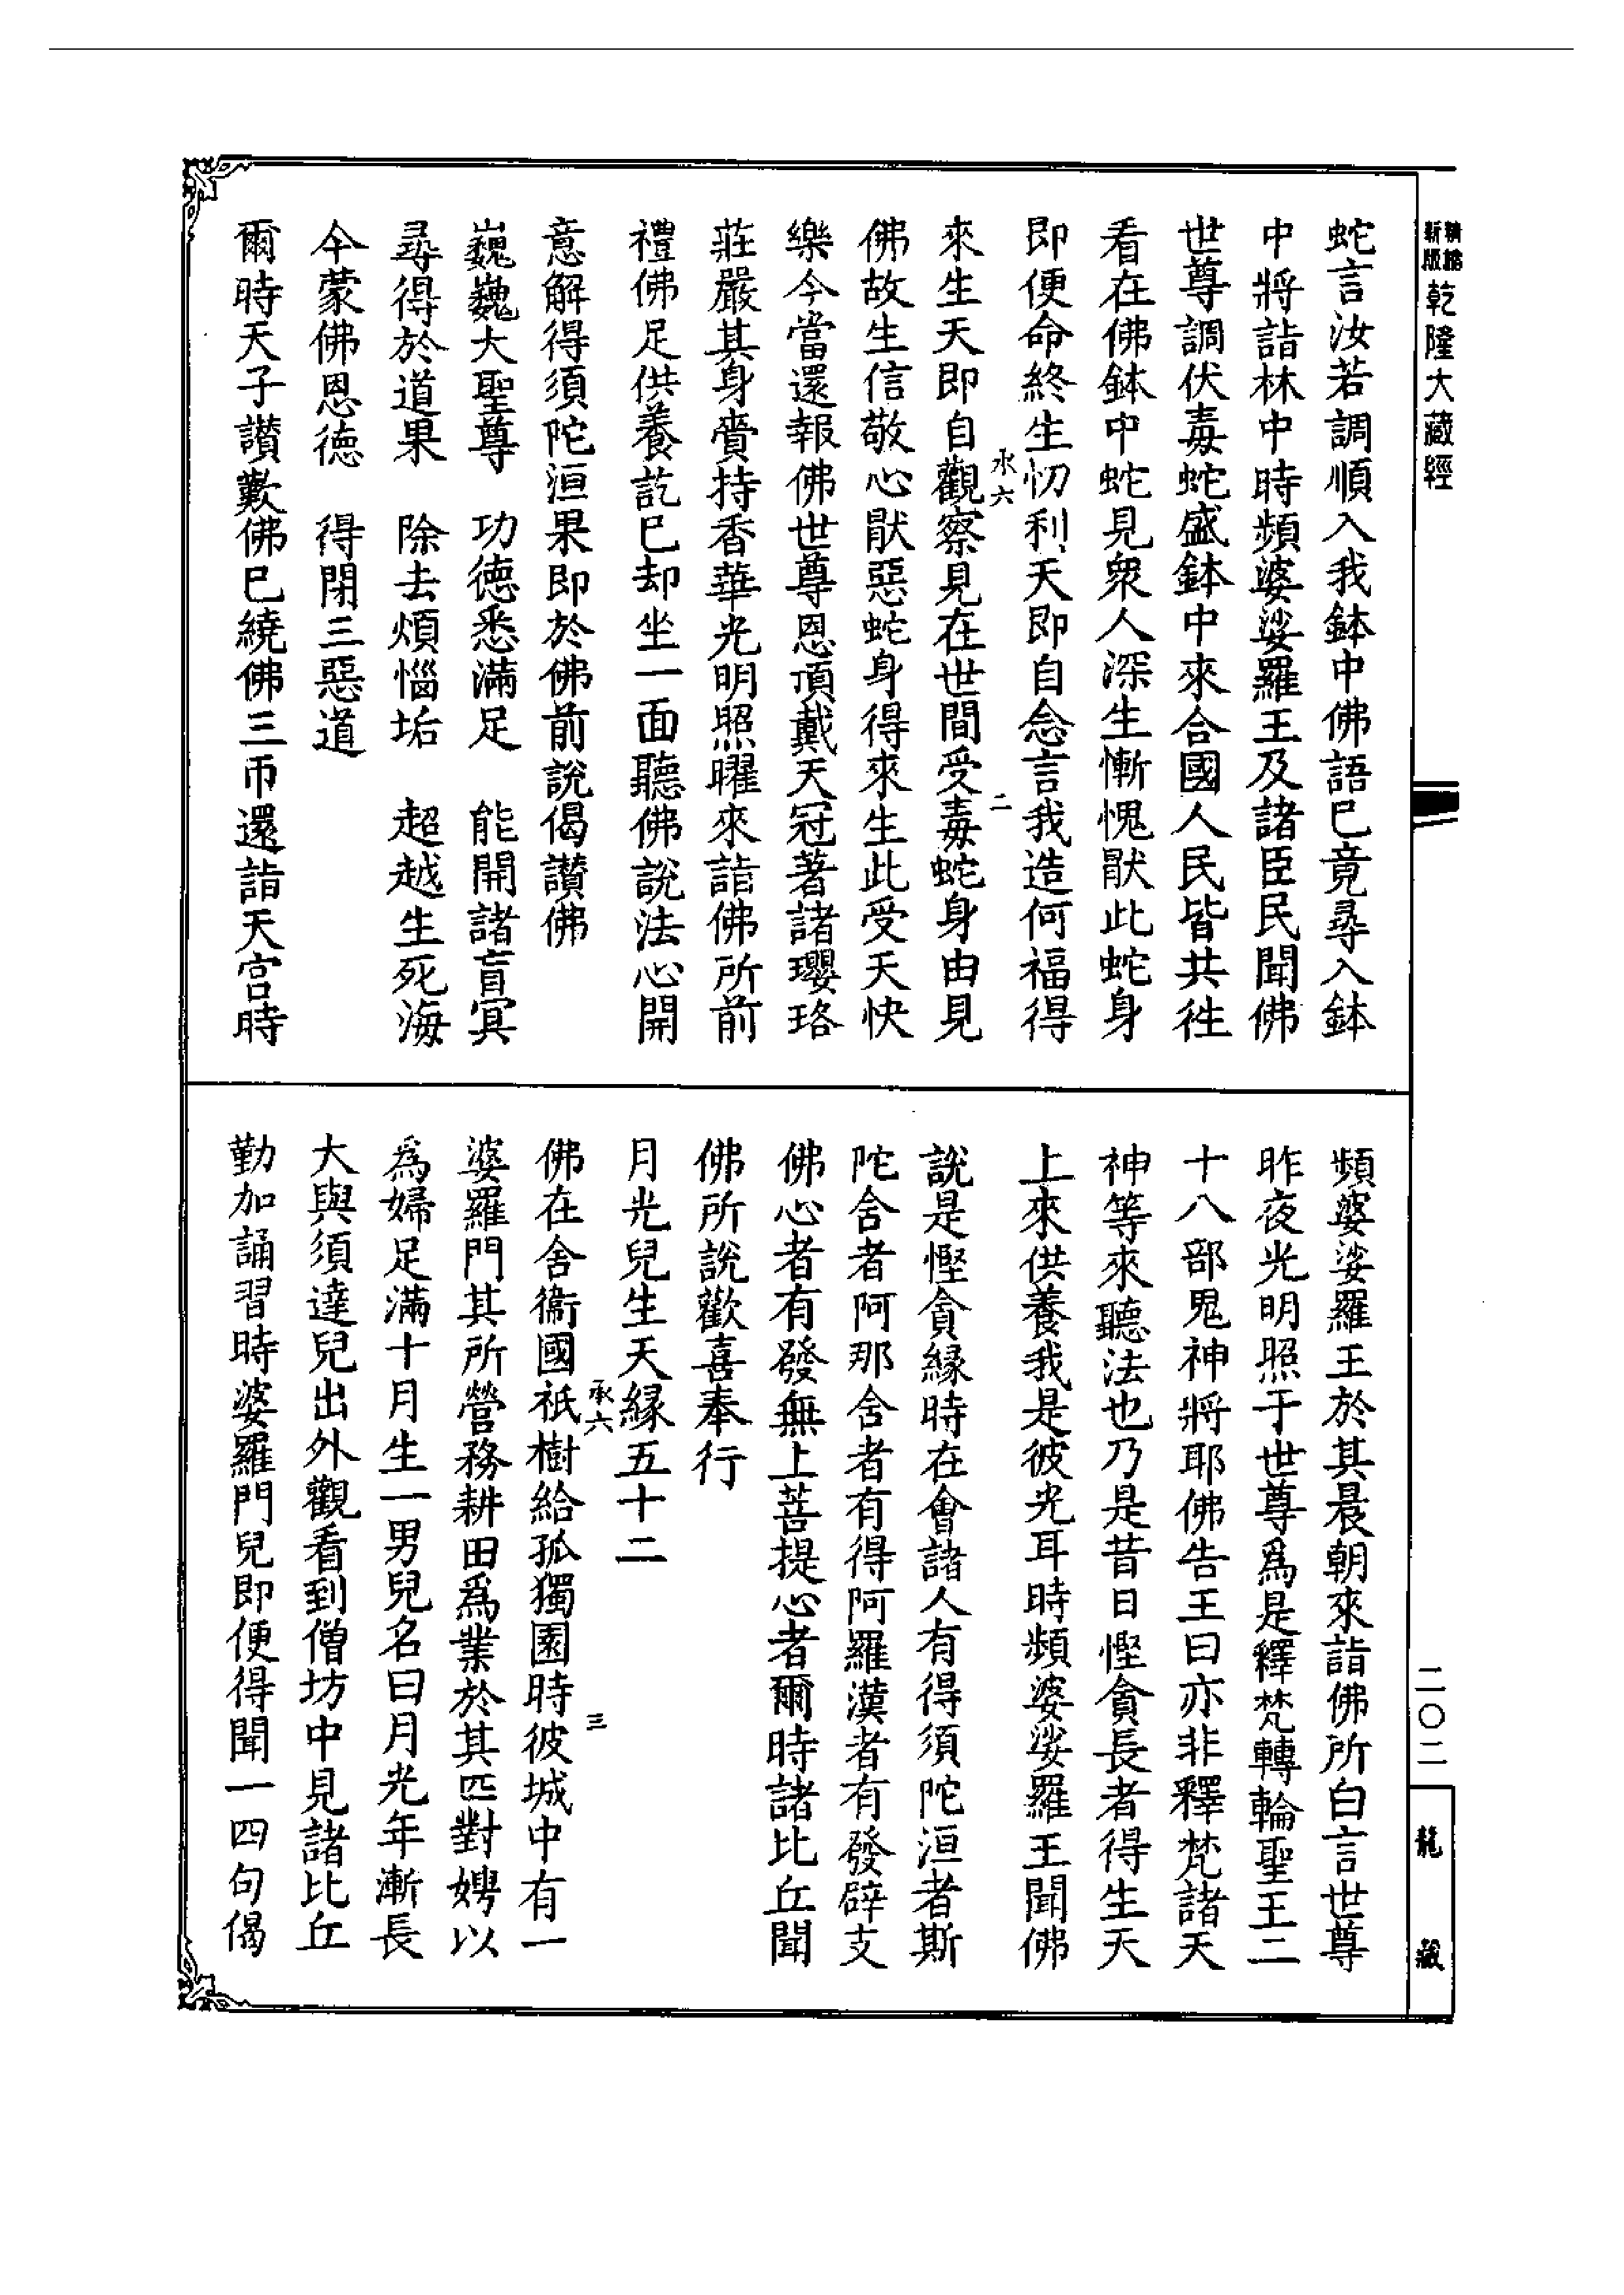 精縮
新版
乾隆大藏經
蛇言汝若調順入我鉢中佛語已竟尋入鉢
中將詣林中時頻婆娑羅王及諸臣民聞佛
世尊調伏毒蛇盛鉢中來合國人民皆共徃
看在佛鉢中蛇見衆人深生慚愧猒此蛇身
即便命終生忉利天即自念言我造何福得
承六
二
來生天即自觀察見在世間受毒蛇身由見
佛故生信敬心猒惡蛇身得來生此受天快
樂今當還報佛世尊恩頂戴天冠著諸瓔珞
莊嚴其身賷持香華光明照曜來詣佛所前
禮佛足供養訖已却坐一面聽佛說法心開
意解得須陀洹果即於佛前說偈讃佛
巍巍大聖尊　功德悉滿足　能開諸盲冥
尋得於道果　除去煩惱垢　超越生死海
今蒙佛恩德　得閉三惡道
爾時天子讃歎佛已繞佛三帀還詣天宮時
頻婆娑羅王於其晨朝來詣佛所白言世尊
昨夜光明照于世尊爲是釋梵轉輪聖王二
十八部鬼神將耶佛告王曰亦非釋梵諸天
神等來聽法也乃是昔日慳貪長者得生天
上來供養我是彼光耳時頻婆娑羅王聞佛
說是慳貪縁時在會諸人有得須陀洹者斯
陀含者阿那含者有得阿羅漢者有發辟支
佛心者有發無上菩提心者爾時諸比丘聞
佛所說歡喜奉行
月光兒生天縁五十二
承六
三
佛在舍衞國祇樹給孤獨園時彼城中有一
婆羅門其所營務耕田爲業於其匹對娉以
爲婦足滿十月生一男兒名曰月光年漸長
大與須達兒出外觀看到僧坊中見諸比丘
勤加誦習時婆羅門兒即便得聞一四句偈
二〇二
龍藏